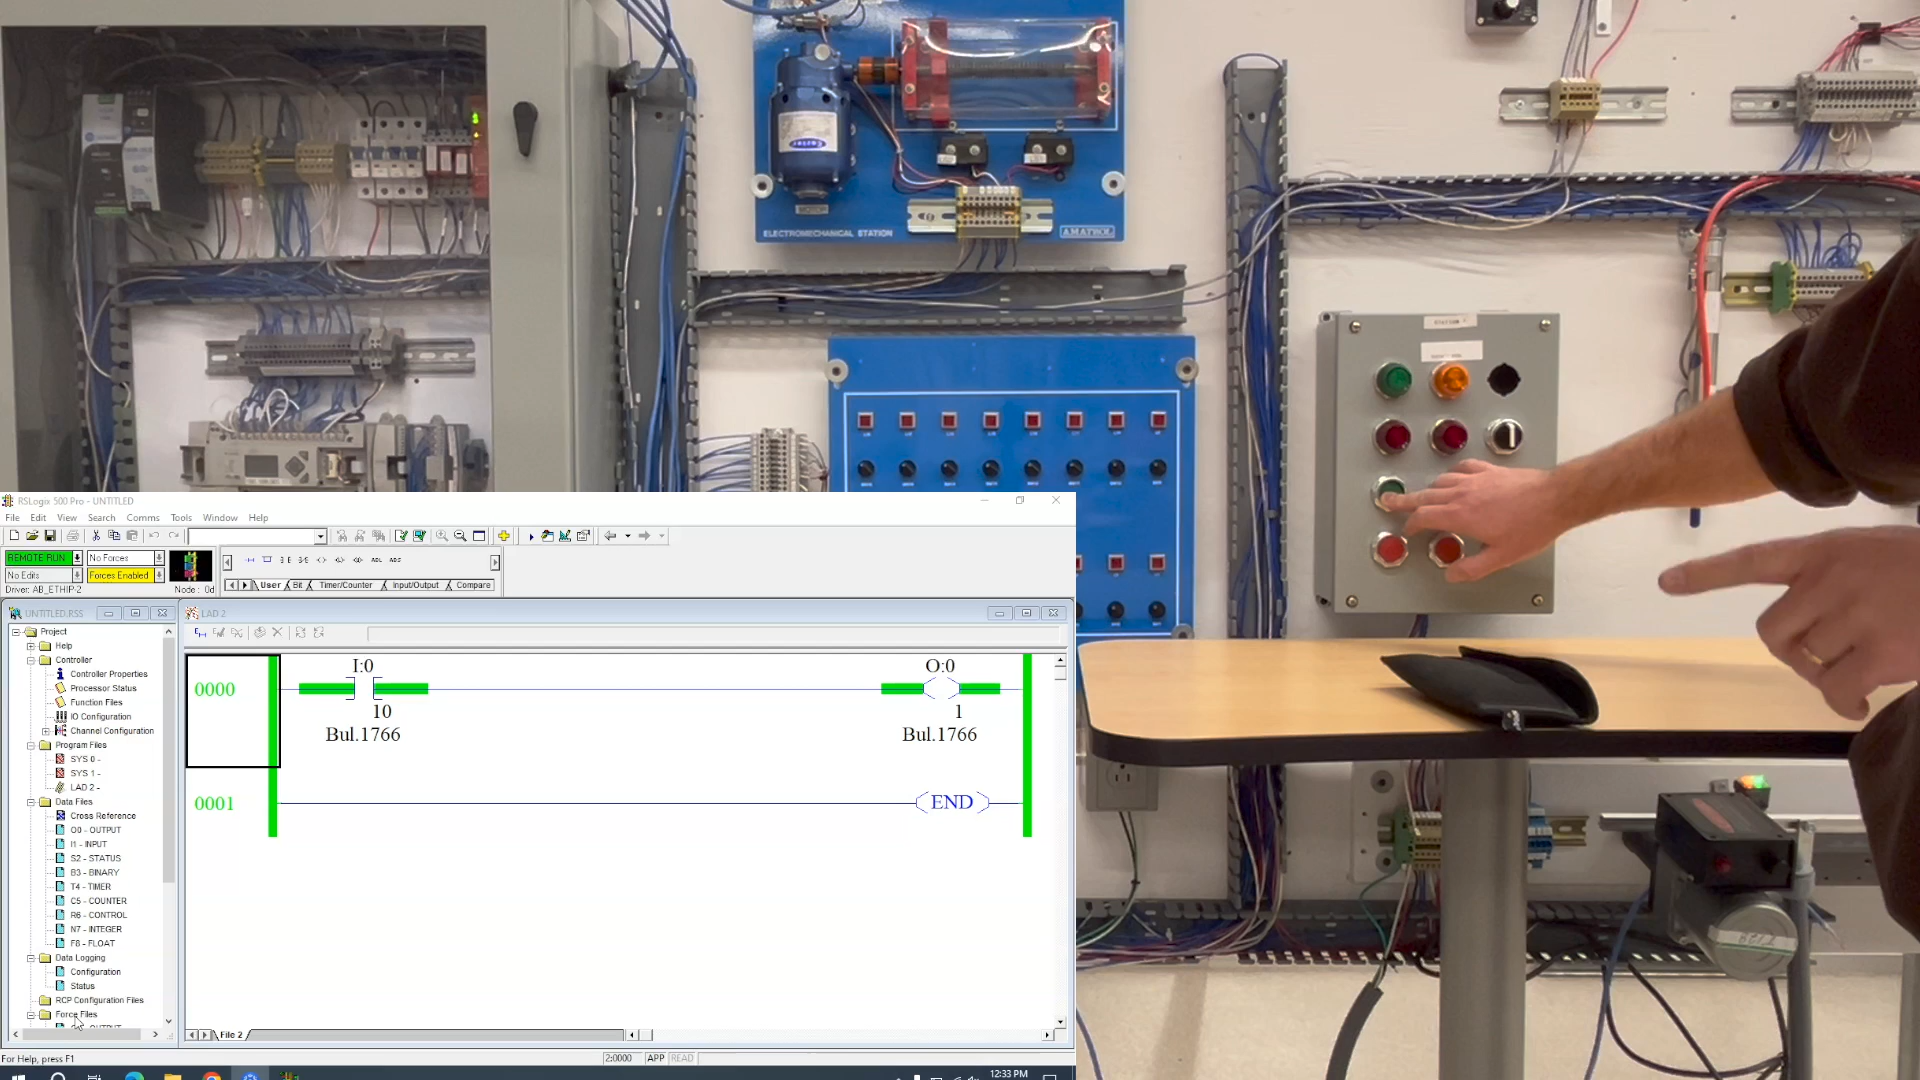 ELECTROMECHANICAL STATION
AMATROL
MOTOR
RSLogix 500 Pro - UNTITLED
File Edit View Search Comms Tools Window Help
REMOTE RUN No Forces
No Edits Forces Enabled
Driver: AB_ETHIP-2 Node : 0d
User Bit Timer/Counter Input/Output Compare
UNTITLED.RSS
LAD 2
Project
Help
Controller
Controller Properties
Processor Status
Function Files
IO Configuration
Channel Configuration
Program Files
SYS 0 -
SYS 1 -
LAD 2 -
Data Files
Cross Reference
O0 - OUTPUT
I1 - INPUT
S2 - STATUS
B3 - BINARY
T4 - TIMER
C5 - COUNTER
R6 - CONTROL
N7 - INTEGER
F8 - FLOAT
Data Logging
Configuration
Status
RCP Configuration Files
Force Files
0000
I:0
10
Bul.1766
O:0
1
Bul.1766
0001
END
File 2
For Help, press F1
2:0000 APP READ
12:33 PM